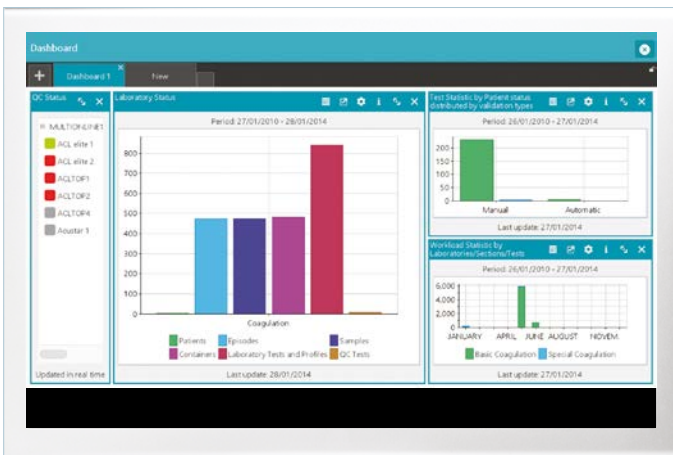 Dashboard
Dashboard 1
New
QC Status
MULTIONLINE1
ACL elite 1
ACL elite 2
ACLTOP1
ACLTOP2
ACLTOP4
Acustar 1
Updated in real time
Laboratory Status
Period: 27/01/2010 - 28/01/2014
800
700
600
500
400
300
200
100
0
Coagulation
Patients
Episodes
Samples
Containers
Laboratory Tests and Profiles
QC Tests
Last update: 28/01/2014
Test Statistic by Patient status
distributed by validation types
Period: 26/01/2010 - 27/01/2014
200
150
100
50
0
Manual
Automatic
Last update: 27/01/2014
Workload Statistic by
Laboratories/Sections/Tests
Period: 26/01/2010 - 27/01/2014
6,000
4,000
2,000
0
JANUARY
APRIL
JUNE
AUGUST
NOVEM.
Basic Coagulation
Special Coagulation
Last update: 27/01/2014